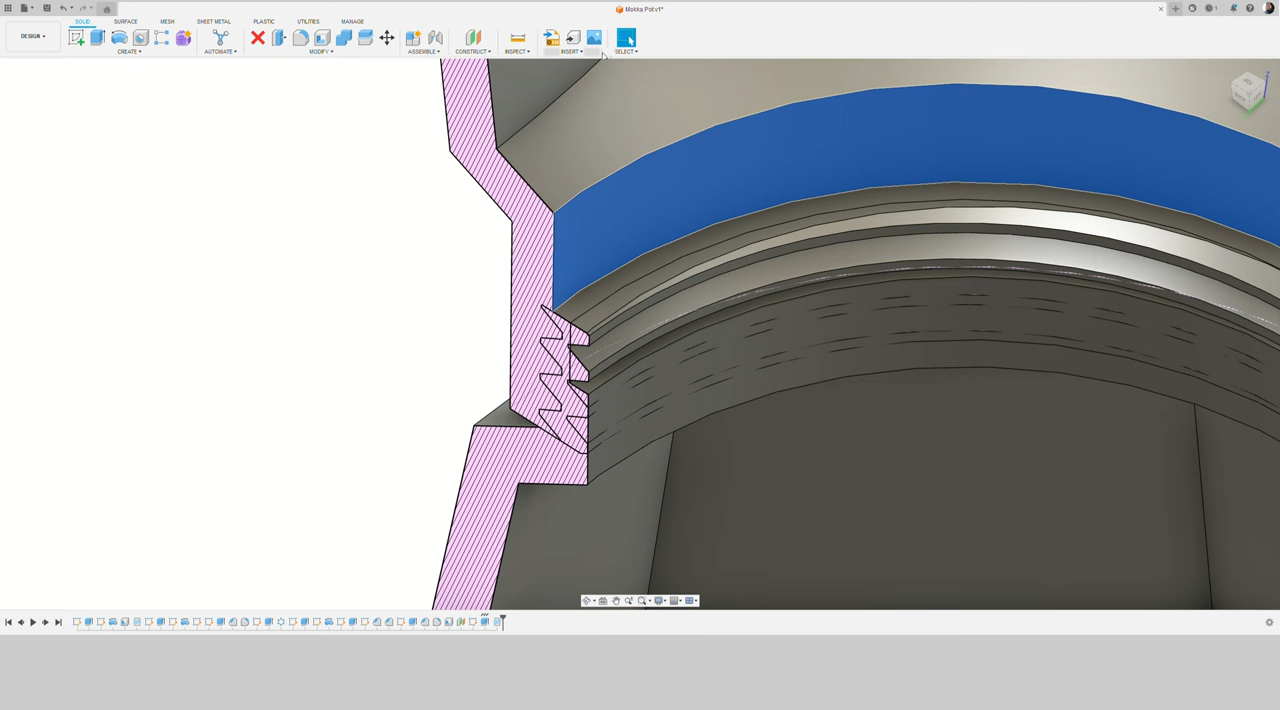 Mokka Pot v1*
DESIGN
SOLID SURFACE MESH SHEET METAL PLASTIC UTILITIES MANAGE
CREATE AUTOMATE MODIFY ASSEMBLE CONSTRUCT INSPECT INSERT SELECT